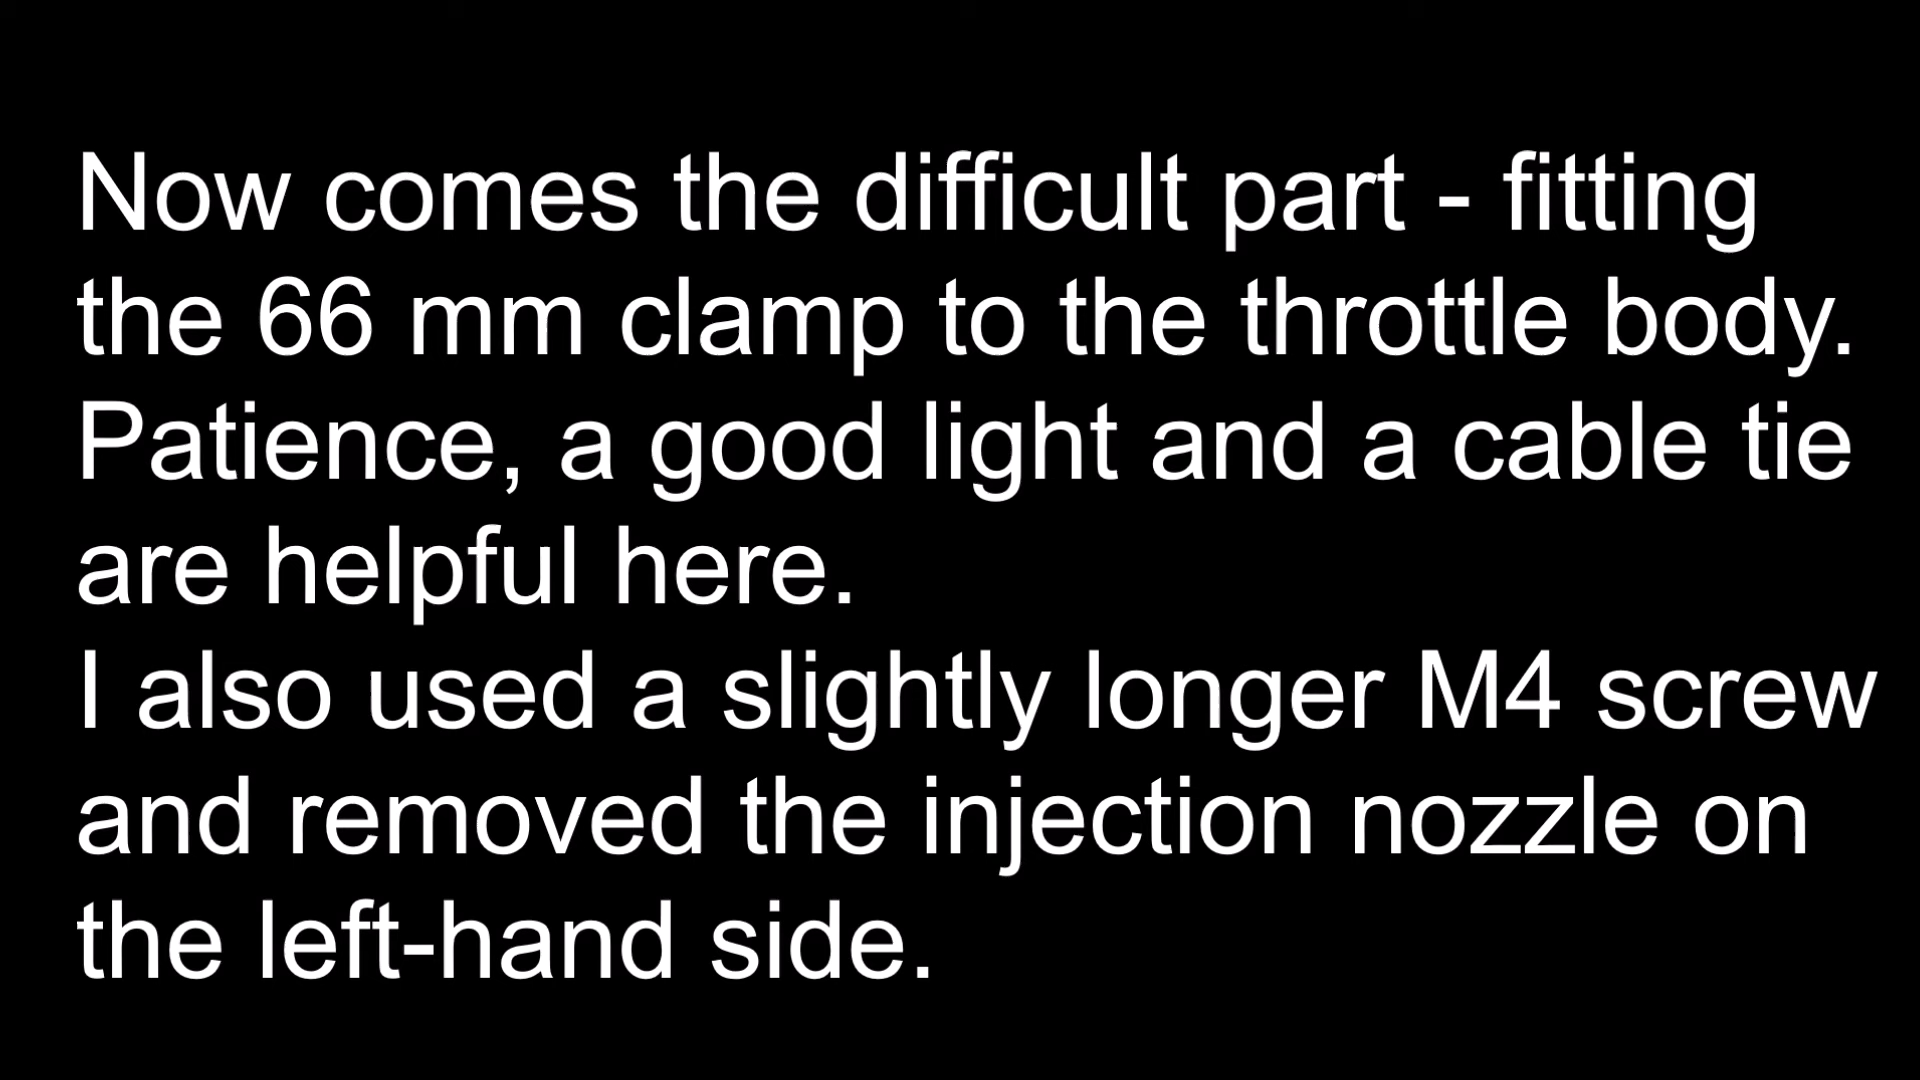 Now comes the difficult part - fitting
the 66 mm clamp to the throttle body.
Patience, a good light and a cable tie
are helpful here.
I also used a slightly longer M4 screw
and removed the injection nozzle on
the left-hand side.